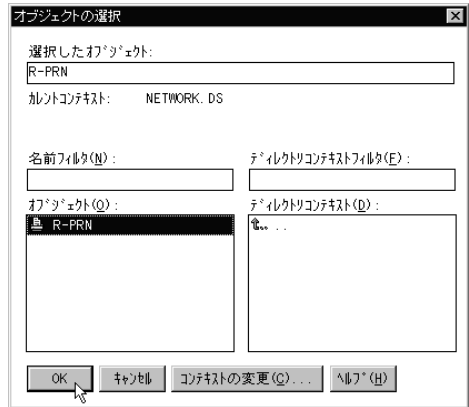 オブジェクトの選択
選択したｵﾌﾞｼﾞｪｸﾄ:
R-PRN
ｶﾚﾝﾄｺﾝﾃｷｽﾄ: NETWORK.DS
名前ﾌｨﾙﾀ(N):
ﾃﾞｨﾚｸﾄﾘｺﾝﾃｷｽﾄﾌｨﾙﾀ(F):
ｵﾌﾞｼﾞｪｸﾄ(O):
ﾃﾞｨﾚｸﾄﾘｺﾝﾃｷｽﾄ(D):
R-PRN
..
OK ｷｬﾝｾﾙ ｺﾝﾃｷｽﾄの変更(C)... ﾍﾙﾌﾟ(H)